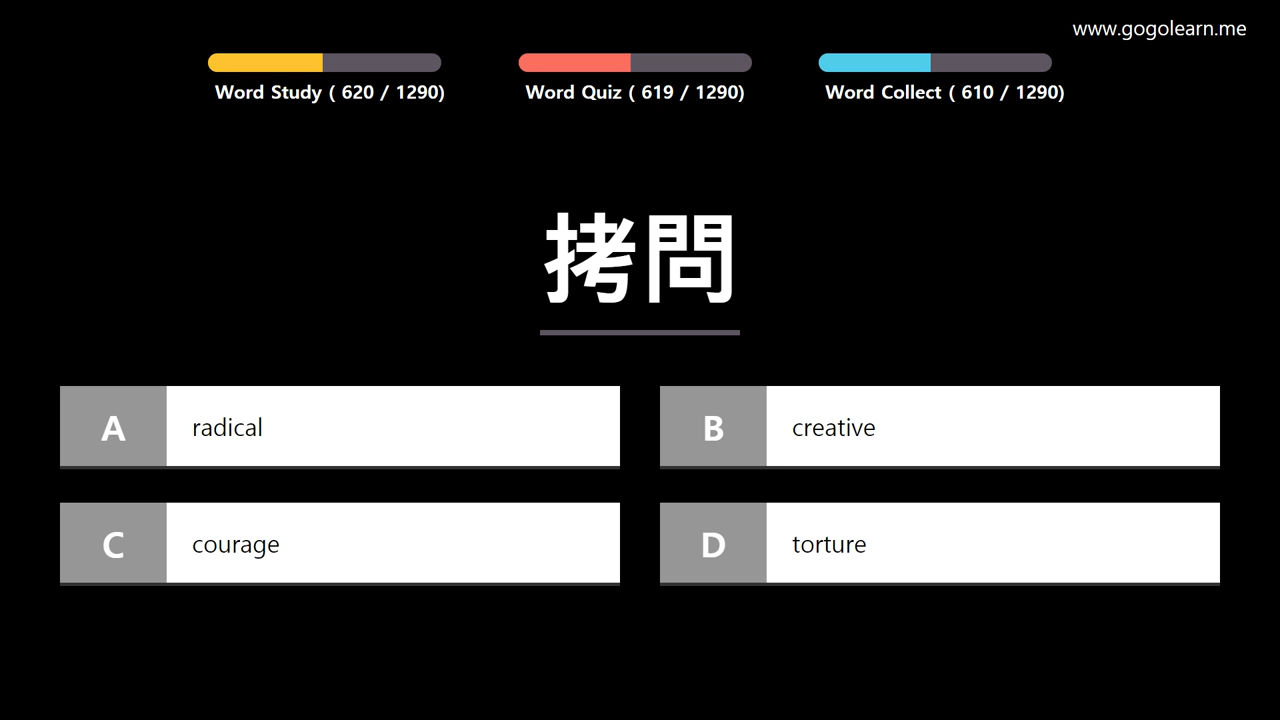 www.gogolearn.me
Word Study ( 620 / 1290)
Word Quiz ( 619 / 1290)
Word Collect ( 610 / 1290)
拷問
A radical
B creative
C courage
D torture